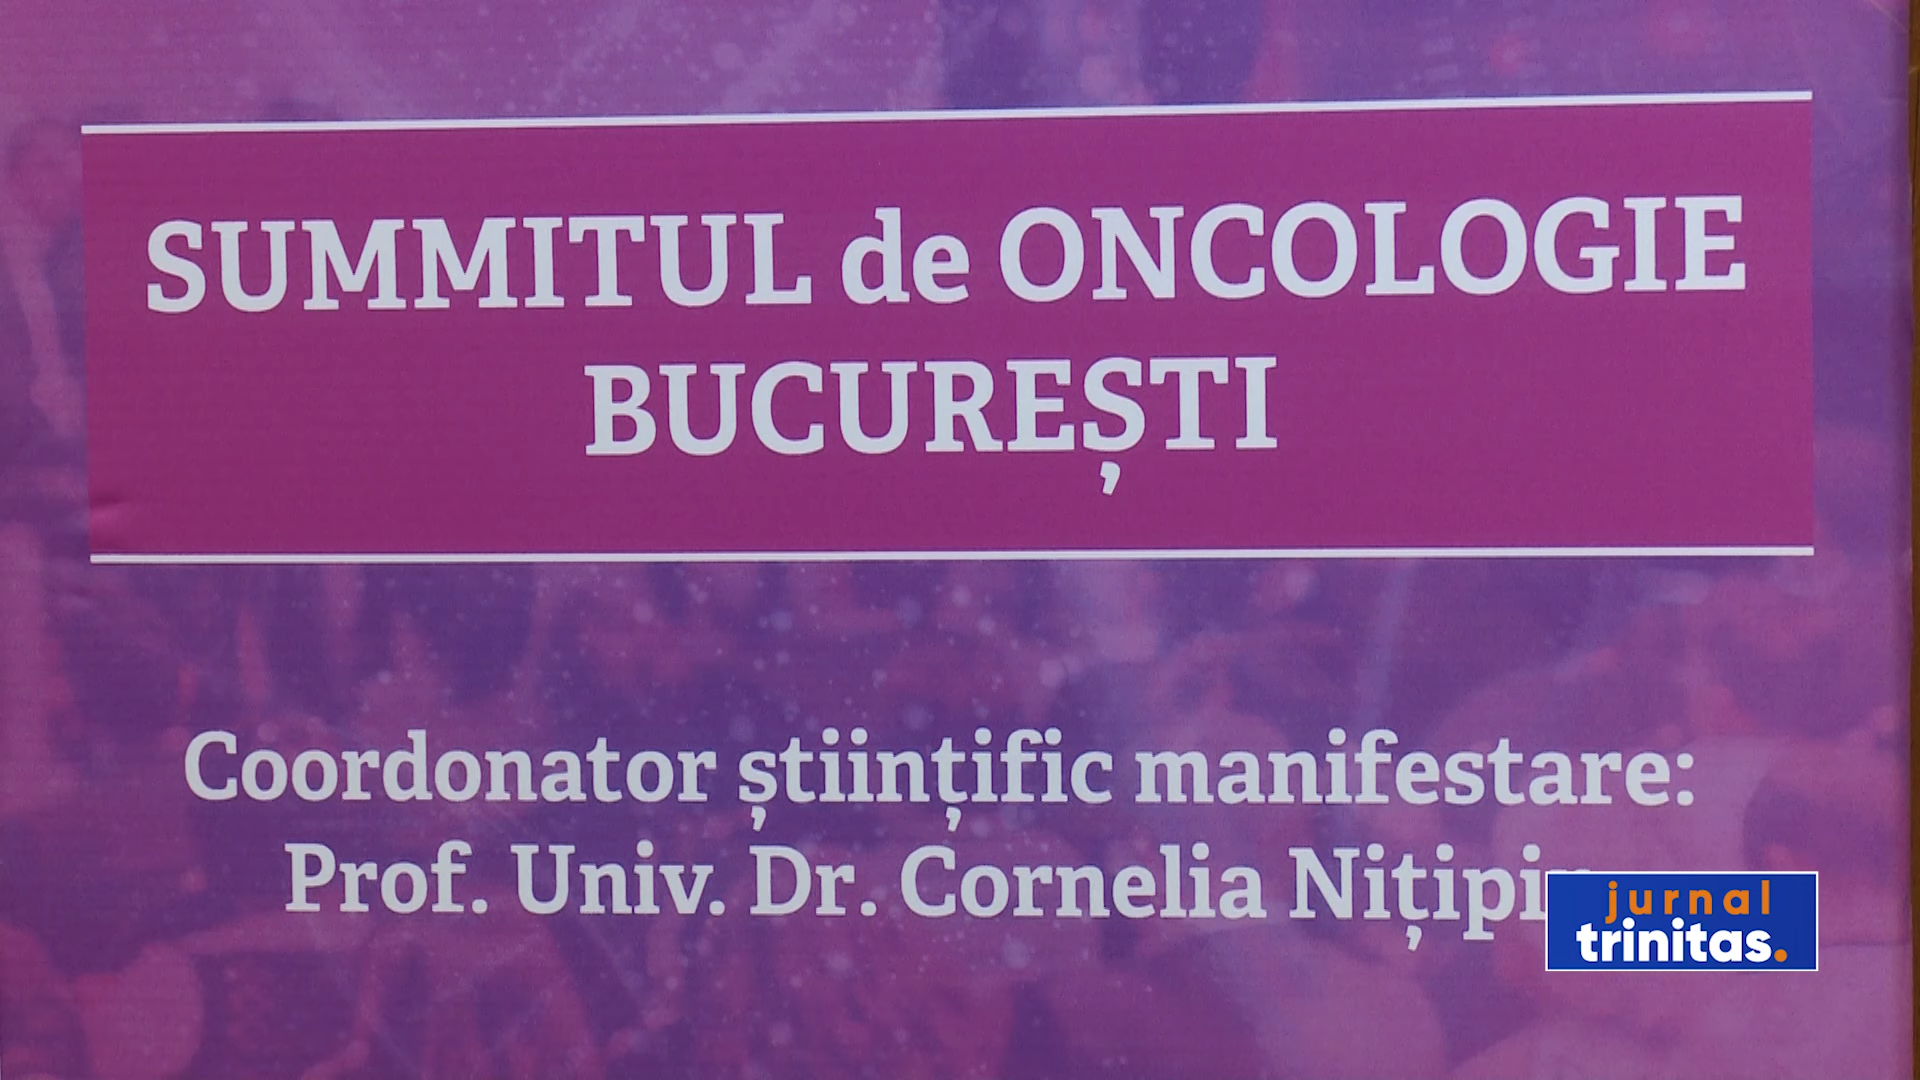 SUMMITUL de ONCOLOGIE
BUCUREȘTI
Coordonator științific manifestare:
Prof. Univ. Dr. Cornelia
jurnal
trinitas.